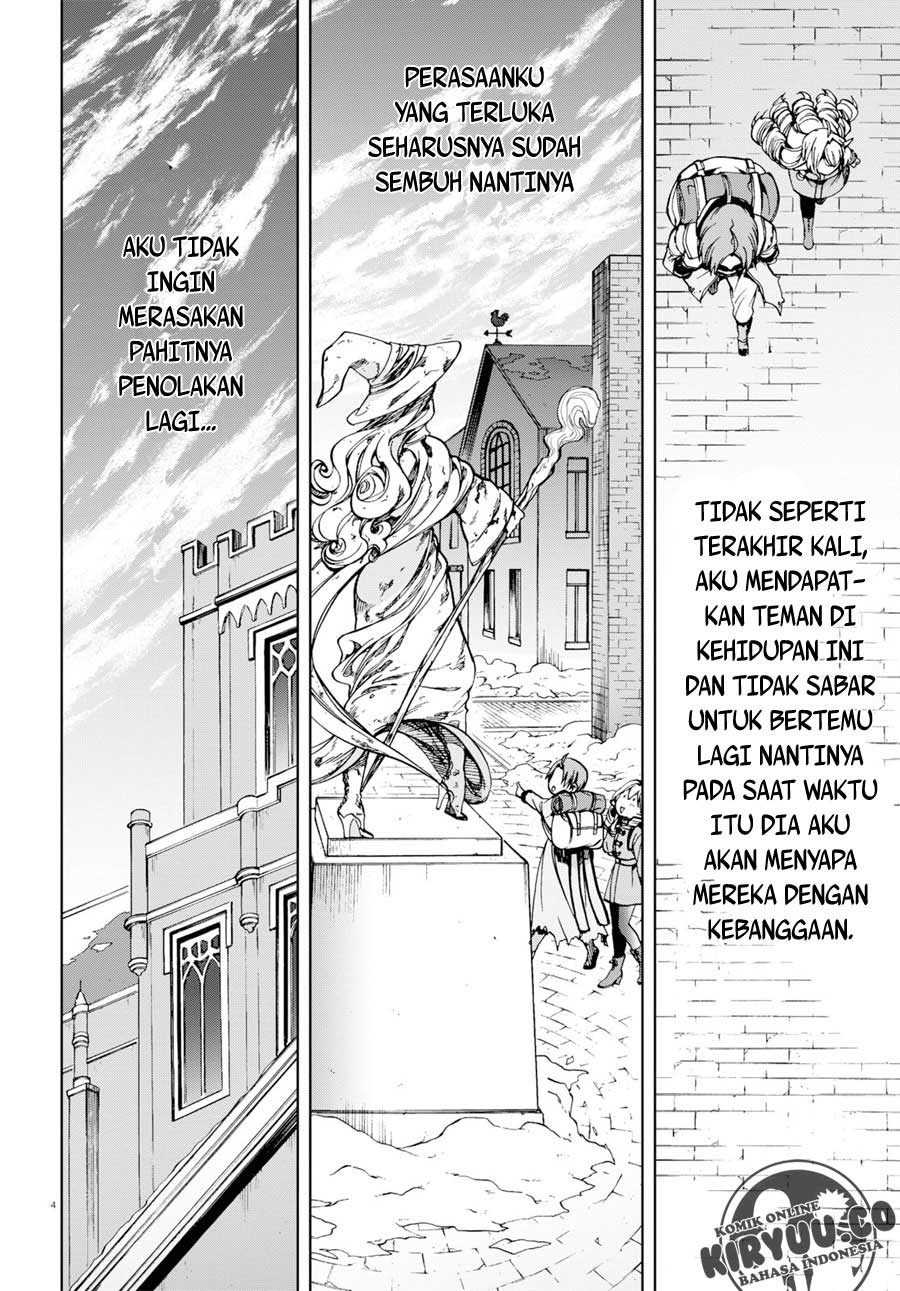 TIDAK SEPERTI
TERAKHIR KALI,
AKU MENDAPAT-
KAN TEMAN DI
KEHIDUPAN INI
DAN TIDAK SABAR
UNTUK BERTEMU
LAGI NANTINYA
PADA SAAT WAKTU
ITU DIA AKU
AKAN MENYAPA
MEREKA DENGAN
KEBANGGAAN.
PERASAANKU
YANG TERLUKA
SEHARUSNYA SUDAH
SEMBUH NANTINYA
AKU TIDAK
INGIN
MERASAKAN
PAHITNYA
PENOLAKAN
LAGI...
4
KOMIK ONLINE
KIRYUU.CO
BAHASA INDONESIA